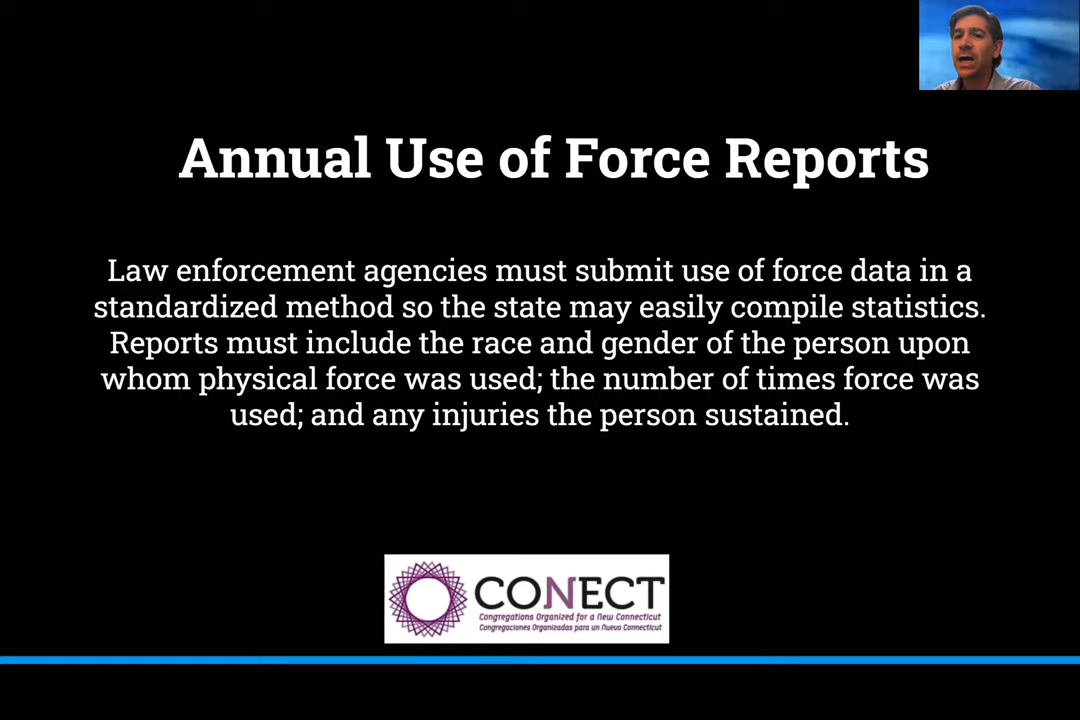 Annual Use of Force Reports
Law enforcement agencies must submit use of force data in a
standardized method so the state may easily compile statistics.
Reports must include the race and gender of the person upon
whom physical force was used; the number of times force was
used; and any injuries the person sustained.
CONECT
Congregations Organized for a New Connecticut
Congregaciones Organizadas para un Nuevo Connecticut